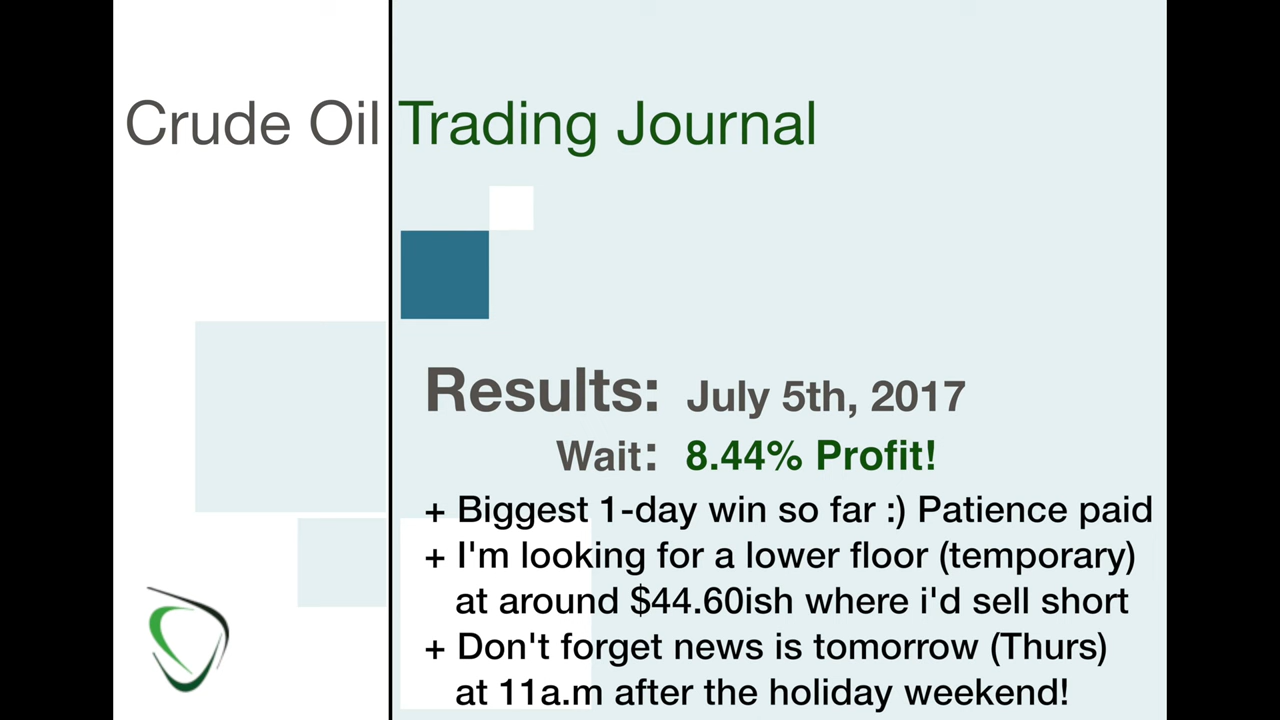 Crude Oil Trading Journal
Results: July 5th, 2017
Wait: 8.44% Profit!
+ Biggest 1-day win so far :) Patience paid
+ I'm looking for a lower floor (temporary)
at around $44.60ish where i'd sell short
+ Don't forget news is tomorrow (Thurs)
at 11a.m after the holiday weekend!